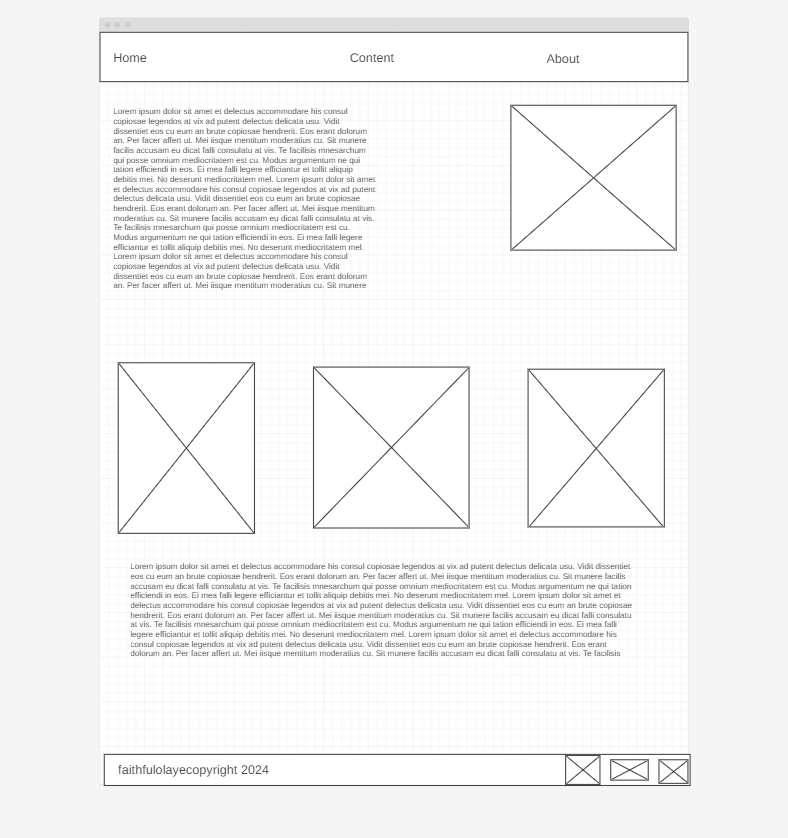 Home Content About
Lorem ipsum dolor sit amet et delectus accommodare his consul
copiosae legendos at vix ad putent delectus delicata usu. Vidit
dissentiet eos cu eum an brute copiosae hendrerit. Eos erant dolorum
an. Per facer affert ut. Mei iisque mentitum moderatius cu. Sit munere
facilis accusam eu dicat falli consulatu at vis. Te facilisis mnesarchum
qui posse omnium mediocritatem est cu. Modus argumentum ne qui
tation efficiendi in eos. Ei mea falli legere efficiantur et tollit aliquip
debitis mei. No deserunt mediocritatem mel. Lorem ipsum dolor sit amet
et delectus accommodare his consul copiosae legendos at vix ad putent
delectus delicata usu. Vidit dissentiet eos cu eum an brute copiosae
hendrerit. Eos erant dolorum an. Per facer affert ut. Mei iisque mentitum
moderatius cu. Sit munere facilis accusam eu dicat falli consulatu at vis.
Te facilisis mnesarchum qui posse omnium mediocritatem est cu.
Modus argumentum ne qui tation efficiendi in eos. Ei mea falli legere
efficiantur et tollit aliquip debitis mei. No deserunt mediocritatem mel.
Lorem ipsum dolor sit amet et delectus accommodare his consul
copiosae legendos at vix ad putent delectus delicata usu. Vidit
dissentiet eos cu eum an brute copiosae hendrerit. Eos erant dolorum
an. Per facer affert ut. Mei iisque mentitum moderatius cu. Sit munere
Lorem ipsum dolor sit amet et delectus accommodare his consul copiosae legendos at vix ad putent delectus delicata usu. Vidit dissentiet
eos cu eum an brute copiosae hendrerit. Eos erant dolorum an. Per facer affert ut. Mei iisque mentitum moderatius cu. Sit munere facilis
accusam eu dicat falli consulatu at vis. Te facilisis mnesarchum qui posse omnium mediocritatem est cu. Modus argumentum ne qui tation
efficiendi in eos. Ei mea falli legere efficiantur et tollit aliquip debitis mei. No deserunt mediocritatem mel. Lorem ipsum dolor sit amet et
delectus accommodare his consul copiosae legendos at vix ad putent delectus delicata usu. Vidit dissentiet eos cu eum an brute copiosae
hendrerit. Eos erant dolorum an. Per facer affert ut. Mei iisque mentitum moderatius cu. Sit munere facilis accusam eu dicat falli consulatu
at vis. Te facilisis mnesarchum qui posse omnium mediocritatem est cu. Modus argumentum ne qui tation efficiendi in eos. Ei mea falli
legere efficiantur et tollit aliquip debitis mei. No deserunt mediocritatem mel. Lorem ipsum dolor sit amet et delectus accommodare his
consul copiosae legendos at vix ad putent delectus delicata usu. Vidit dissentiet eos cu eum an brute copiosae hendrerit. Eos erant
dolorum an. Per facer affert ut. Mei iisque mentitum moderatius cu. Sit munere facilis accusam eu dicat falli consulatu at vis. Te facilisis
faithfulolayecopyright 2024